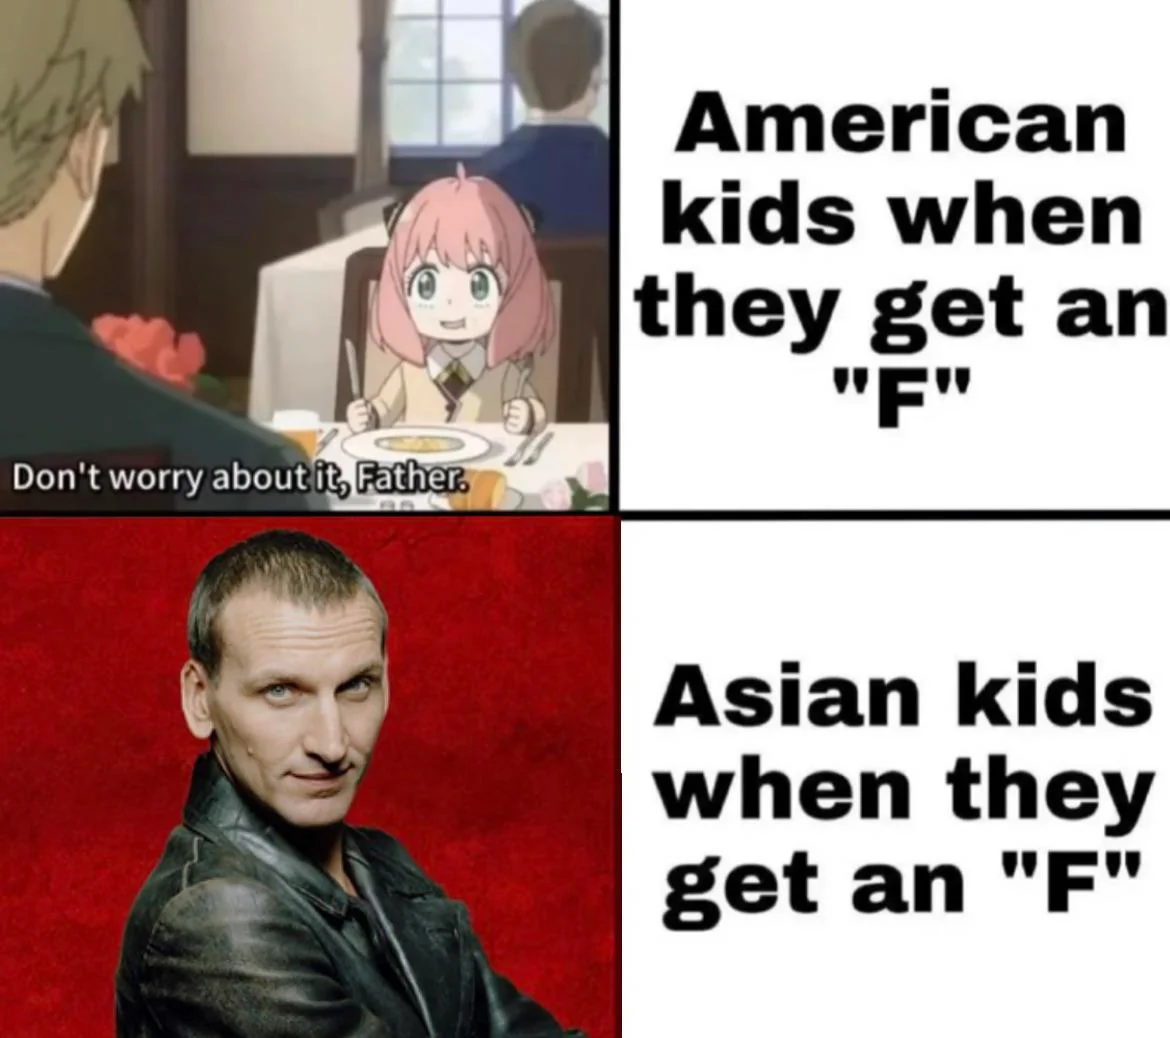 American
kids when
they get an
"F"
Don't worry about it, Father.
Asian kids
when they
get an "F"